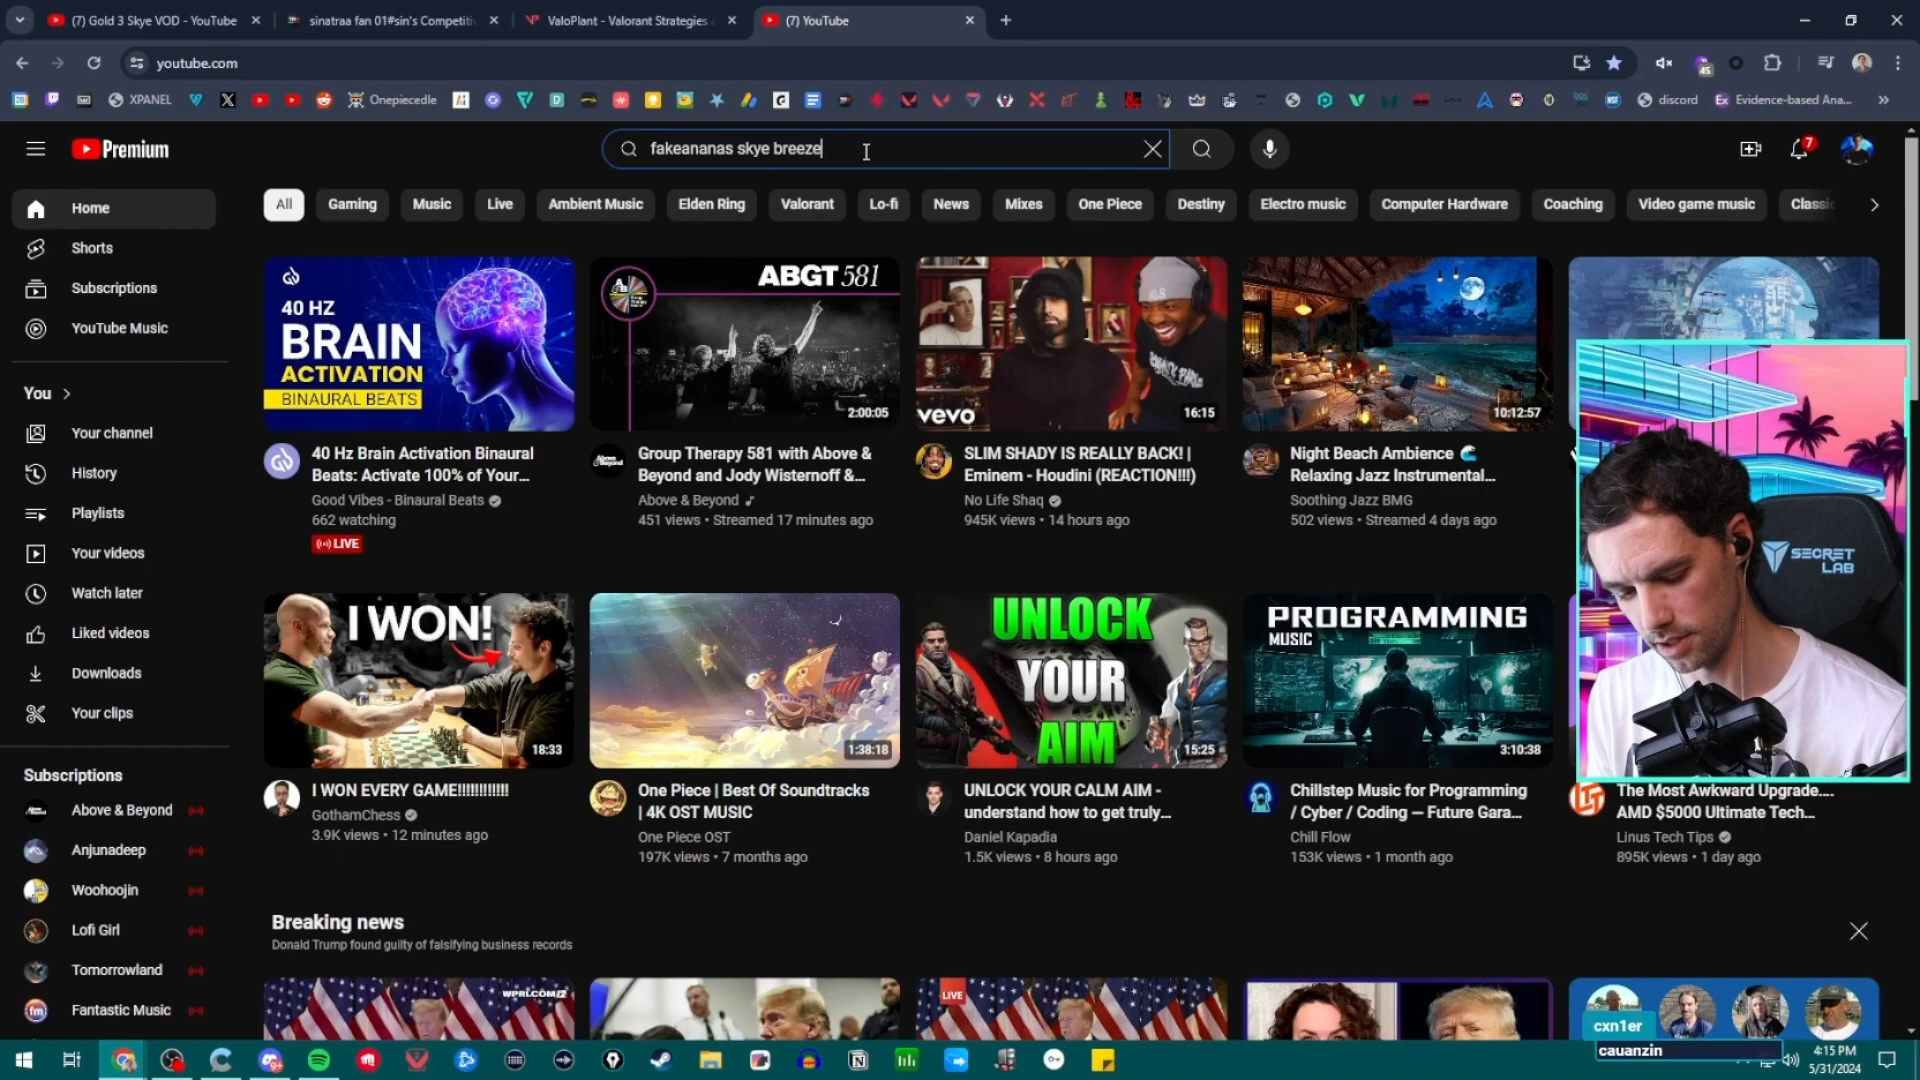 (7) Gold 3 Skye VOD - YouTube
sinatraa fan 01#sin's Competiti
ValoPlant - Valorant Strategies
(7) YouTube
youtube.com
45
XPANEL
Onepiecedle
discord
Evidence-based Ana...
Premium
fakeananas skye breeze
7
Home
Shorts
Subscriptions
YouTube Music
You
Your channel
History
Playlists
Your videos
Watch later
Liked videos
Downloads
Your clips
Subscriptions
Above & Beyond
Anjunadeep
Woohoojin
Lofi Girl
Tomorrowland
Fantastic Music
All
Gaming
Music
Live
Ambient Music
Elden Ring
Valorant
Lo-fi
News
Mixes
One Piece
Destiny
Electro music
Computer Hardware
Coaching
Video game music
Classic
40 HZ
BRAIN
ACTIVATION
BINAURAL BEATS
40 Hz Brain Activation Binaural
Beats: Activate 100% of Your...
Good Vibes - Binaural Beats
662 watching
LIVE
ABGT 581
2:00:05
Group Therapy 581 with Above &
Beyond and Jody Wisternoff &...
Above & Beyond
451 views • Streamed 17 minutes ago
vevo
16:15
SLIM SHADY IS REALLY BACK! |
Eminem - Houdini (REACTION!!!)
No Life Shaq
945K views • 14 hours ago
10:12:57
Night Beach Ambience
Relaxing Jazz Instrumental...
Soothing Jazz BMG
502 views • Streamed 4 days ago
SECRET
LAB
I WON!
18:33
I WON EVERY GAME!!!!!!!!!!!!!
GothamChess
3.9K views • 12 minutes ago
1:38:18
One Piece | Best Of Soundtracks
| 4K OST MUSIC
One Piece OST
197K views • 7 months ago
UNLOCK
YOUR
AIM
15:25
UNLOCK YOUR CALM AIM -
understand how to get truly...
Daniel Kapadia
1.5K views • 8 hours ago
PROGRAMMING
MUSIC
3:10:38
Chillstep Music for Programming
/ Cyber / Coding — Future Gara...
Chill Flow
153K views • 1 month ago
The Most Awkward Upgrade....
AMD $5000 Ultimate Tech...
Linus Tech Tips
895K views • 1 day ago
Breaking news
Donald Trump found guilty of falsifying business records
WPRI.COM
LIVE
cxn1er
cauanzin
4:15 PM
5/31/2024